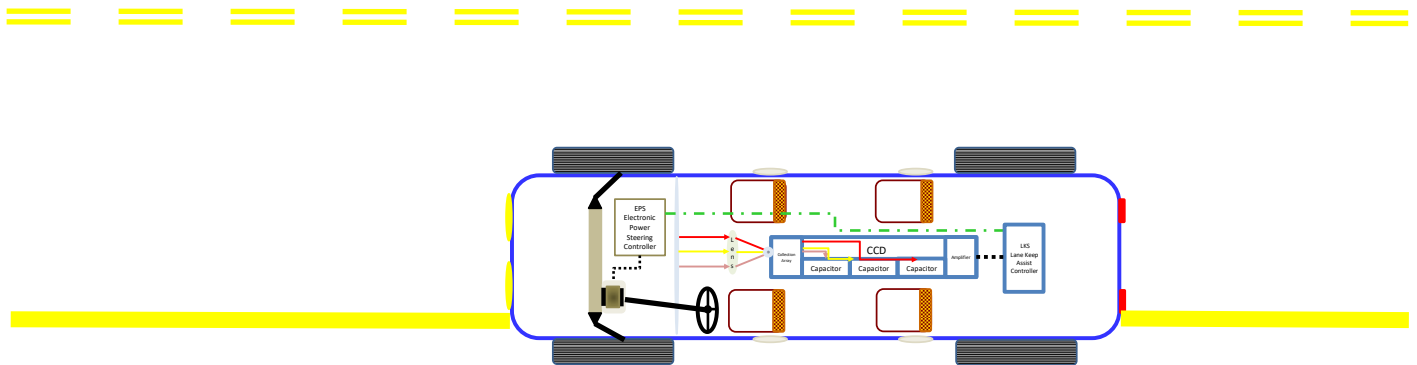 EPS
Electronic
Power
Steering
Controller
L
e
n
s
Collection
Array
CCD
Capacitor
Capacitor
Capacitor
Amplifier
LKS
Lane Keep
Assist
Controller